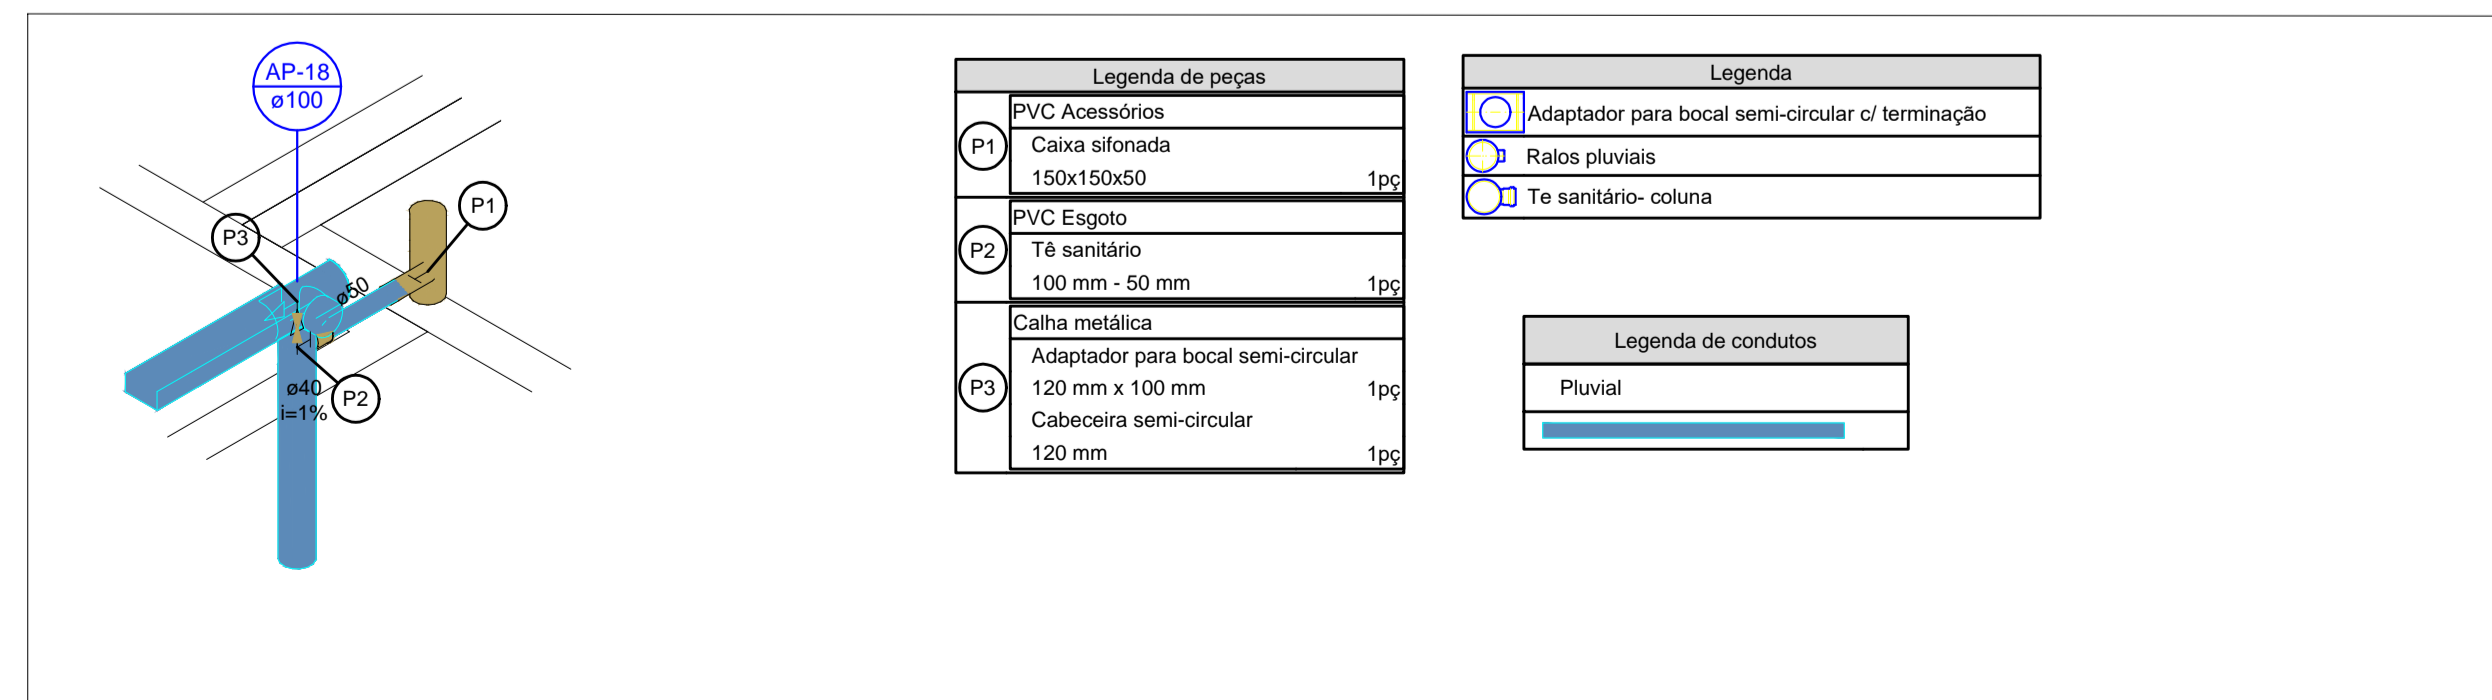 AP-18
ø100
P1
P3
ø50
ø40
i=1%
P2
Legenda de peças
P1
PVC Acessórios
Caixa sifonada
150x150x50 1pç
P2
PVC Esgoto
Tê sanitário
100 mm - 50 mm 1pç
P3
Calha metálica
Adaptador para bocal semi-circular
120 mm x 100 mm 1pç
Cabeceira semi-circular
120 mm 1pç
Legenda
Adaptador para bocal semi-circular c/ terminação
Ralos pluviais
Te sanitário- coluna
Legenda de condutos
Pluvial